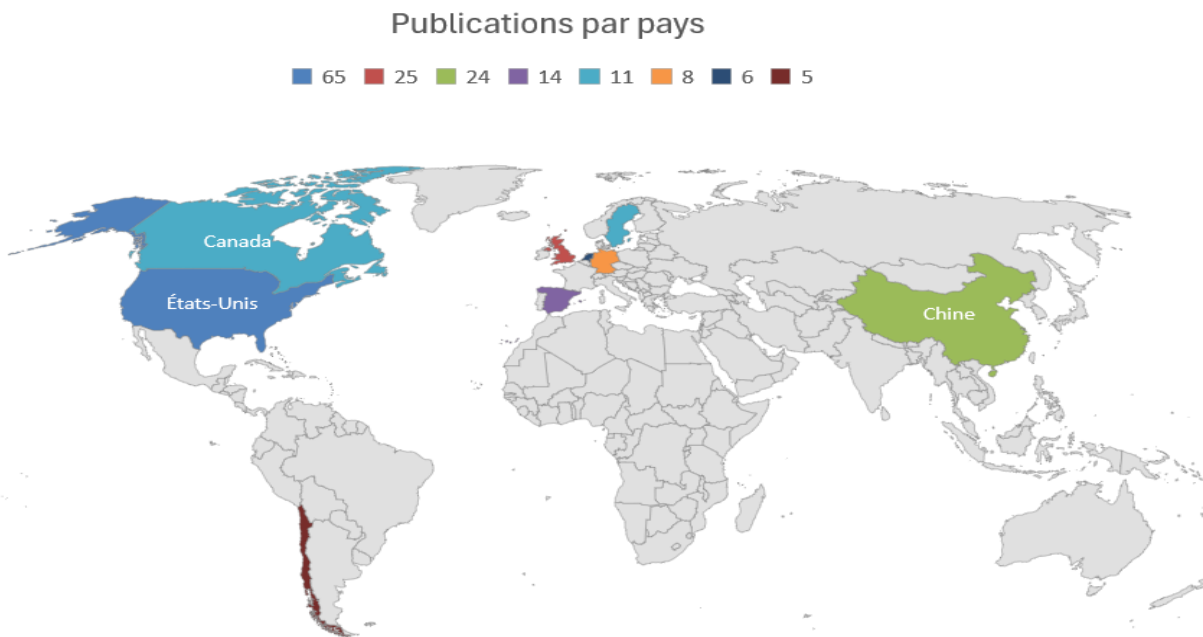 Publications par pays
65 25 24 14 11 8 6 5
Canada
États-Unis
Chine